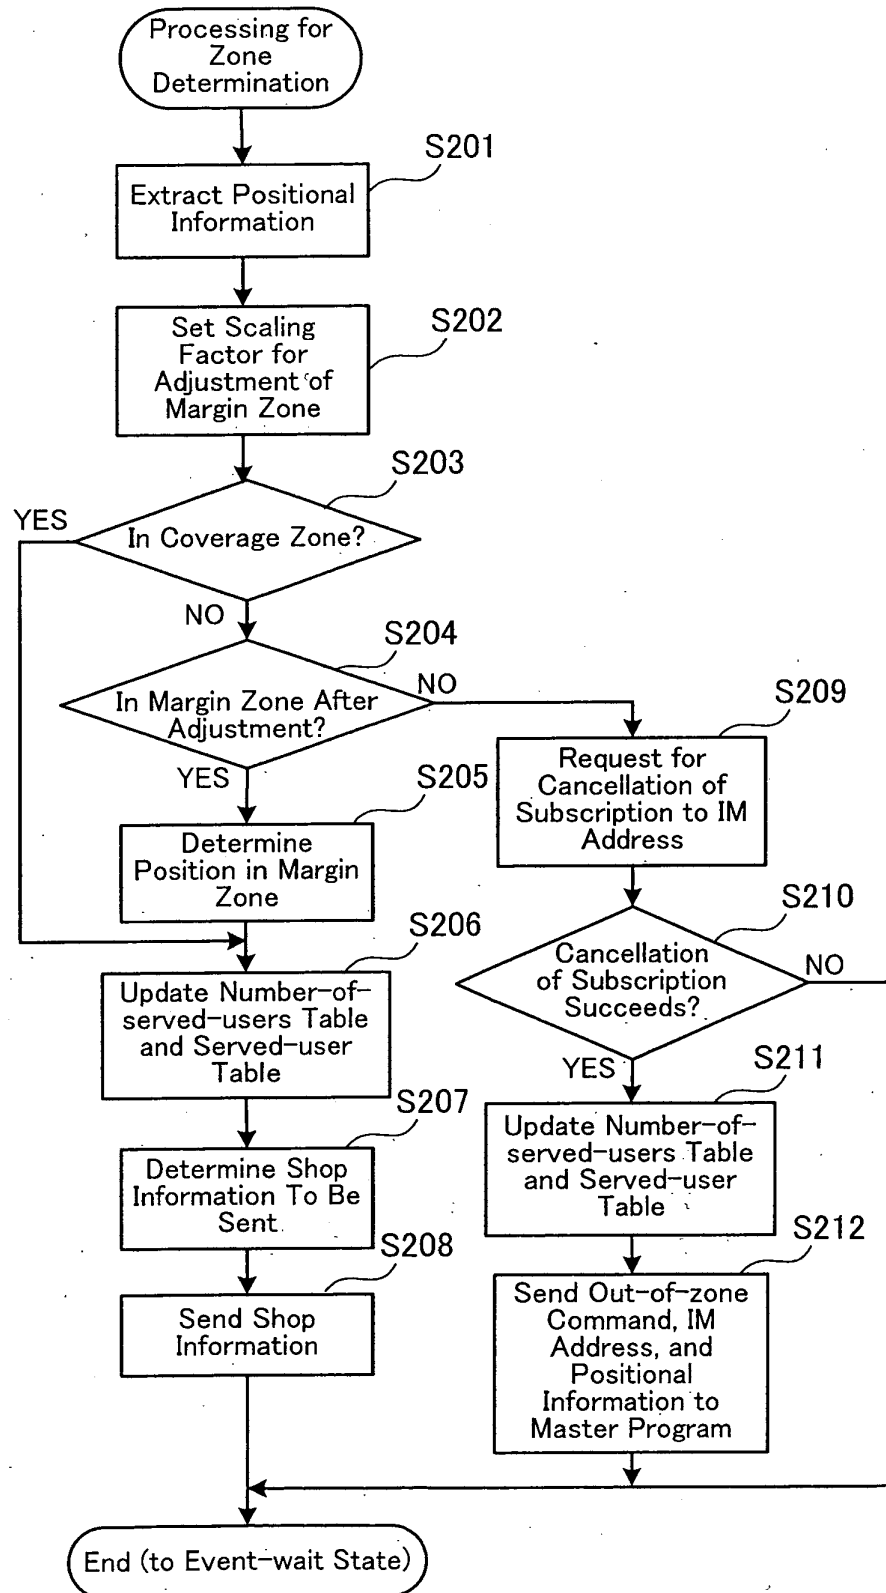 Processing for
Zone
Determination
S201
Extract Positional
Information
S202
Set Scaling
Factor for
Adjustment of
Margin Zone
S203
YES
In Coverage Zone?
NO
S204
In Margin Zone After
Adjustment?
NO
YES
S205
Determine
Position in Margin
Zone
S206
Update Number-of-
served-users Table
and Served-user
Table
S207
Determine Shop
Information To Be
Sent
S208
Send Shop
Information
S209
Request for
Cancellation of
Subscription to IM
Address
S210
Cancellation
of Subscription
Succeeds?
NO
YES
S211
Update Number-of-
served-users Table
and Served-user
Table
S212
Send Out-of-zone
Command, IM
Address, and
Positional
Information to
Master Program
End (to Event-wait State)